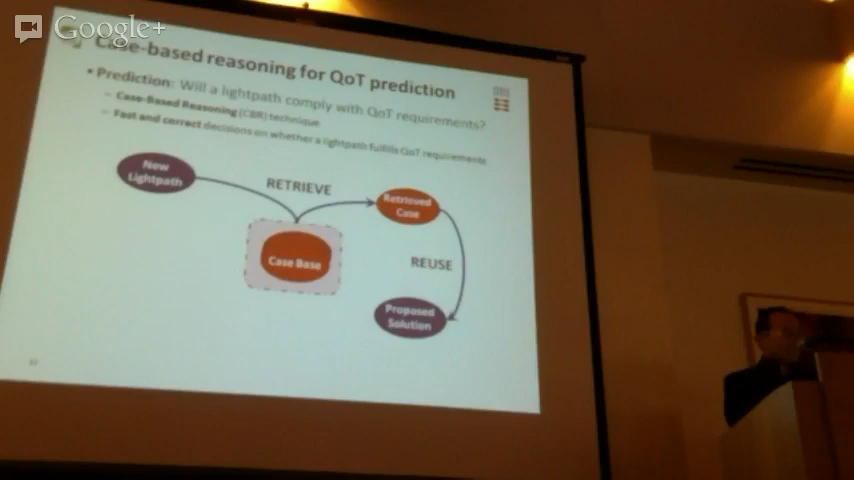 Google+
Case-based reasoning for QoT prediction
• Prediction: Will a lightpath comply with QoT requirements?
– Case-Based Reasoning (CBR) technique
– Fast and correct decisions on whether a lightpath fulfills QoT requirements
New
Lightpath
RETRIEVE
Retrieved
Case
Case Base
REUSE
Proposed
Solution